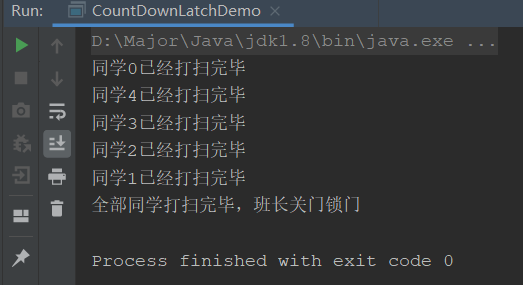 Run: CountDownLatchDemo
D:\Major\Java\jdk1.8\bin\java.exe ...
同学0已经打扫完毕
同学4已经打扫完毕
同学3已经打扫完毕
同学2已经打扫完毕
同学1已经打扫完毕
全部同学打扫完毕，班长关门锁门
Process finished with exit code 0